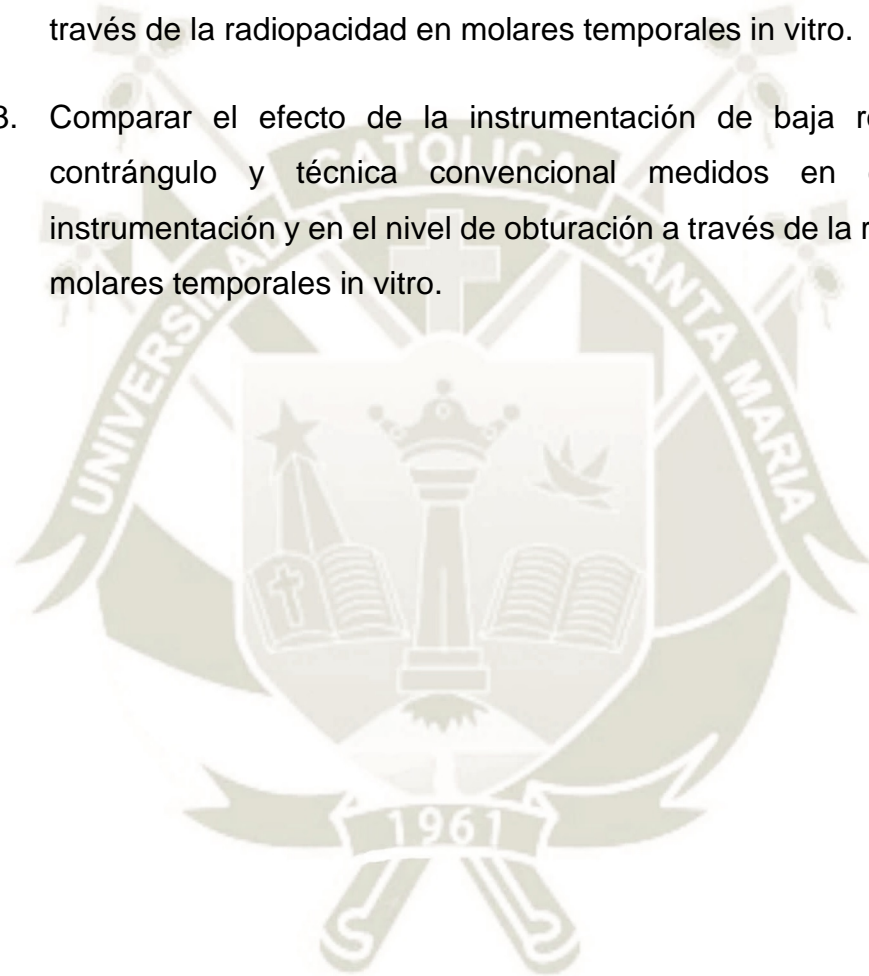 través de la radiopacidad en molares temporales in vitro.
3. Comparar el efecto de la instrumentación de baja
contrángulo y técnica convencional medidos en
instrumentación y en el nivel de obturación a través de la
molares temporales in vitro.
UNIVERSIDAD CATOLICA SANTA MARIA
1961